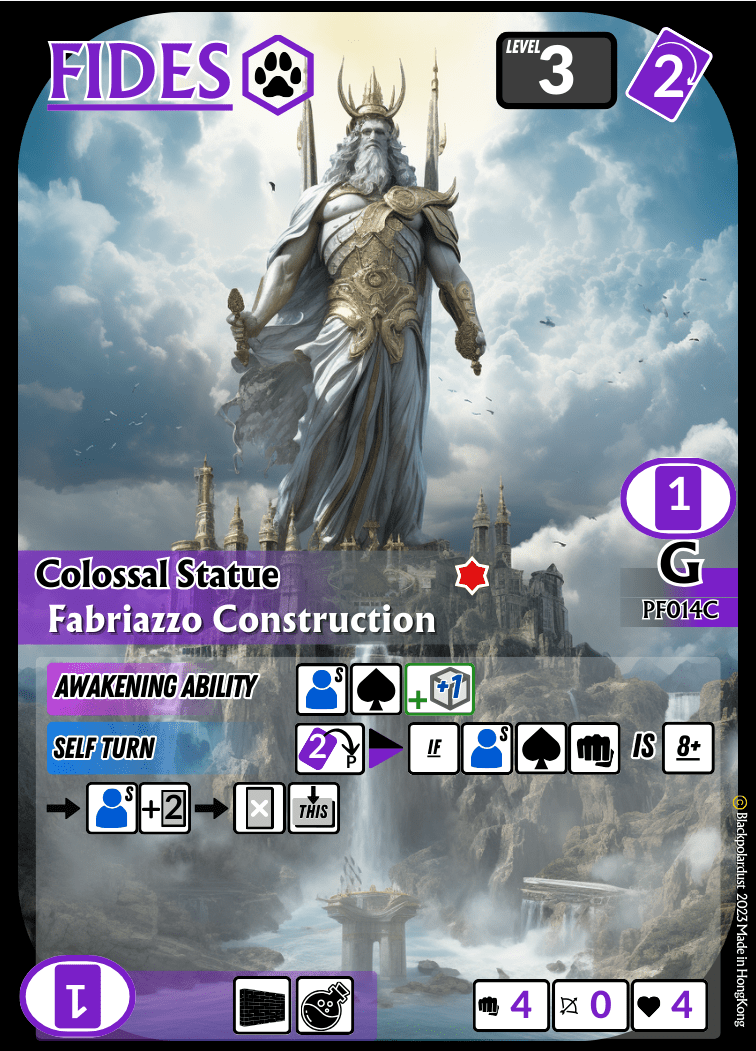 FIDES
LEVEL 3
2
1
G
Colossal Statue
PF014C
Fabriazzo Construction
AWAKENING ABILITY S + +1
SELF TURN 2 P IF S IS 8+
S +2 × THIS
© Blackpolardust 2023 Made in HongKong
1
4 0 4